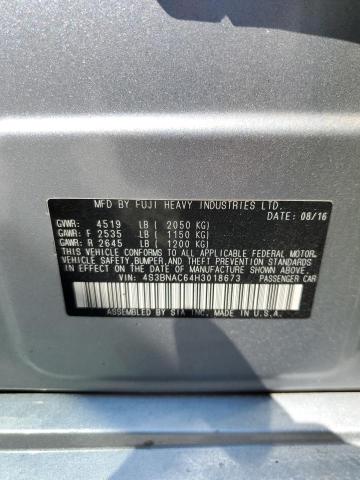 MFD BY FUJI HEAVY INDUSTRIES LTD.
DATE: 08/16
GVWR: 4519 LB ( 2050 KG)
GAWR: F 2535 LB ( 1150 KG)
GAWR: R 2645 LB ( 1200 KG)
THIS VEHICLE CONFORMS TO ALL APPLICABLE FEDERAL MOTOR
VEHICLE SAFETY, BUMPER, AND THEFT PREVENTION STANDARDS
IN EFFECT ON THE DATE OF MANUFACTURE SHOWN ABOVE.
VIN: 4S3BNAC64H3018673 PASSENGER CAR
ASSEMBLED BY SIA INC. MADE IN U.S.A.